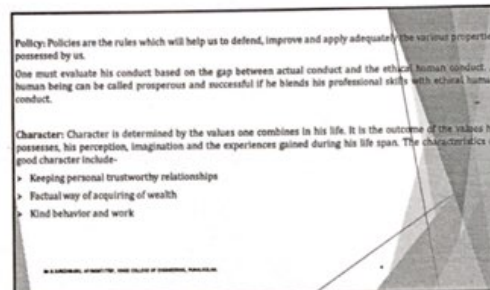 Policy: Policies are the rules which will help us to defend, improve and apply adequately the various propertie
possessed by us.
One must evaluate his conduct based on the gap between actual conduct and the ethical human conduct.
human being can be called prosperous and successful if he blends his professional skills with ethical huma
conduct.
Character: Character is determined by the values one combines in his life. It is the outcome of the values h
possesses, his perception, imagination and the experiences gained during his life span. The characteristics o
good character include-
➤ Keeping personal trustworthy relationships
➤ Factual way of acquiring of wealth
➤ Kind behavior and work
COLLEGE OF ENGINEERING,